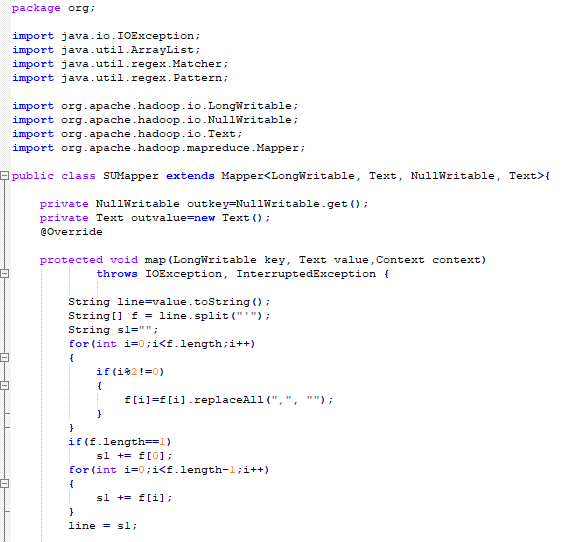 package org;
import java.io.IOException;
import java.util.ArrayList;
import java.util.regex.Matcher;
import java.util.regex.Pattern;
import org.apache.hadoop.io.LongWritable;
import org.apache.hadoop.io.NullWritable;
import org.apache.hadoop.io.Text;
import org.apache.hadoop.mapreduce.Mapper;
public class SUMapper extends Mapper<LongWritable, Text, NullWritable, Text>{
private NullWritable outkey=NullWritable.get();
private Text outvalue=new Text();
@Override
protected void map(LongWritable key, Text value,Context context)
throws IOException, InterruptedException {
String line=value.toString();
String[] f = line.split("'");
String sl="";
for(int i=0;i<f.length;i++)
{
if(i%2!=0)
{
f[i]=f[i].replaceAll(",", "");
}
}
if(f.length==1)
sl += f[0];
for(int i=0;i<f.length-1;i++)
{
sl += f[i];
}
line = sl;